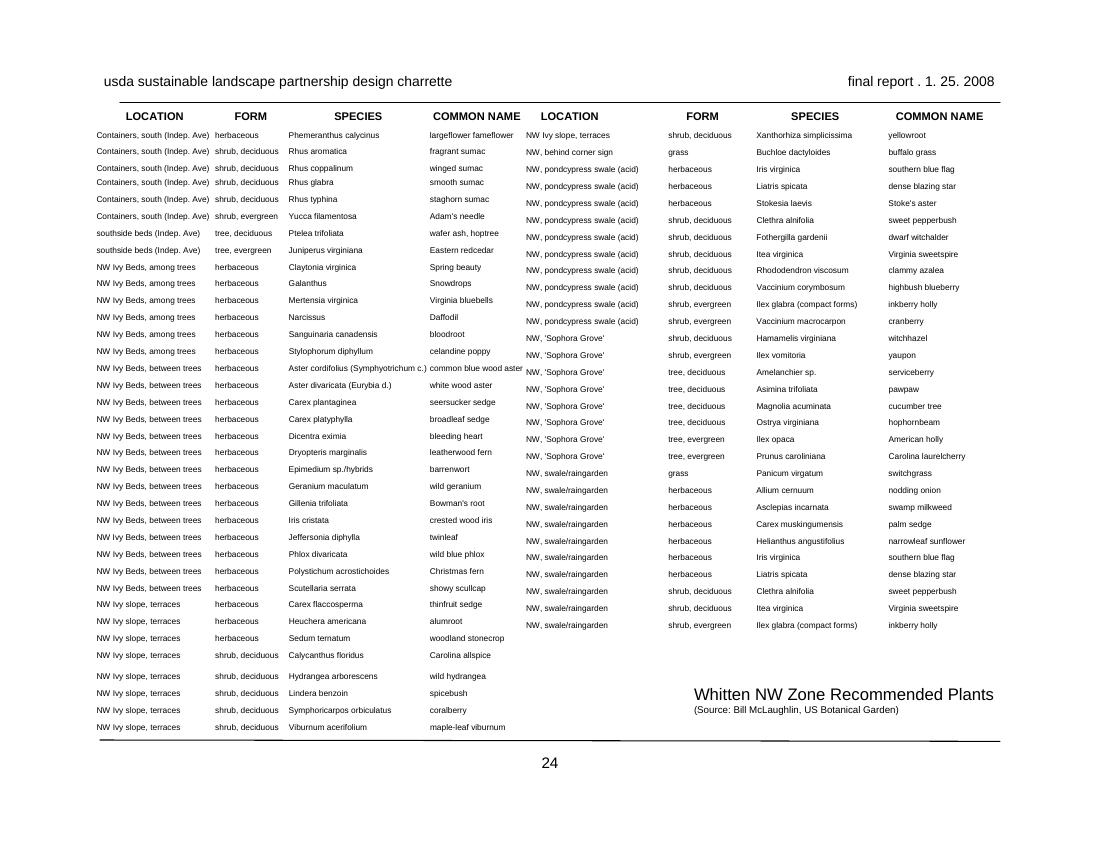 usda sustainable landscape partnership design charrette final report . 1. 25. 2008
LOCATION FORM SPECIES COMMON NAME
Containers, south (Indep. Ave) herbaceous Phemeranthus calycinus largeflower fameflower
Containers, south (Indep. Ave) shrub, deciduous Rhus aromatica fragrant sumac
Containers, south (Indep. Ave) shrub, deciduous Rhus coppalinum winged sumac
Containers, south (Indep. Ave) shrub, deciduous Rhus glabra smooth sumac
Containers, south (Indep. Ave) shrub, deciduous Rhus typhina staghorn sumac
Containers, south (Indep. Ave) shrub, evergreen Yucca filamentosa Adam's needle
southside beds (Indep. Ave) tree, deciduous Ptelea trifoliata wafer ash, hoptree
southside beds (Indep. Ave) tree, evergreen Juniperus virginiana Eastern redcedar
NW Ivy Beds, among trees herbaceous Claytonia virginica Spring beauty
NW Ivy Beds, among trees herbaceous Galanthus Snowdrops
NW Ivy Beds, among trees herbaceous Mertensia virginica Virginia bluebells
NW Ivy Beds, among trees herbaceous Narcissus Daffodil
NW Ivy Beds, among trees herbaceous Sanguinaria canadensis bloodroot
NW Ivy Beds, among trees herbaceous Stylophorum diphyllum celandine poppy
NW Ivy Beds, between trees herbaceous Aster cordifolius (Symphyotrichum c.) common blue wood aster
NW Ivy Beds, between trees herbaceous Aster divaricata (Eurybia d.) white wood aster
NW Ivy Beds, between trees herbaceous Carex plantaginea seersucker sedge
NW Ivy Beds, between trees herbaceous Carex platyphylla broadleaf sedge
NW Ivy Beds, between trees herbaceous Dicentra eximia bleeding heart
NW Ivy Beds, between trees herbaceous Dryopteris marginalis leatherwood fern
NW Ivy Beds, between trees herbaceous Epimedium sp./hybrids barrenwort
NW Ivy Beds, between trees herbaceous Geranium maculatum wild geranium
NW Ivy Beds, between trees herbaceous Gillenia trifoliata Bowman's root
NW Ivy Beds, between trees herbaceous Iris cristata crested wood iris
NW Ivy Beds, between trees herbaceous Jeffersonia diphylla twinleaf
NW Ivy Beds, between trees herbaceous Phlox divaricata wild blue phlox
NW Ivy Beds, between trees herbaceous Polystichum acrostichoides Christmas fern
NW Ivy Beds, between trees herbaceous Scutellaria serrata showy scullcap
NW Ivy slope, terraces herbaceous Carex flaccosperma thinfruit sedge
NW Ivy slope, terraces herbaceous Heuchera americana alumroot
NW Ivy slope, terraces herbaceous Sedum ternatum woodland stonecrop
NW Ivy slope, terraces shrub, deciduous Calycanthus floridus Carolina allspice
NW Ivy slope, terraces shrub, deciduous Hydrangea arborescens wild hydrangea
NW Ivy slope, terraces shrub, deciduous Lindera benzoin spicebush
NW Ivy slope, terraces shrub, deciduous Symphoricarpos orbiculatus coralberry
NW Ivy slope, terraces shrub, deciduous Viburnum acerifolium maple-leaf viburnum
LOCATION FORM SPECIES COMMON NAME
NW Ivy slope, terraces shrub, deciduous Xanthorhiza simplicissima yellowroot
NW, behind corner sign grass Buchloe dactyloides buffalo grass
NW, pondcypress swale (acid) herbaceous Iris virginica southern blue flag
NW, pondcypress swale (acid) herbaceous Liatris spicata dense blazing star
NW, pondcypress swale (acid) herbaceous Stokesia laevis Stoke's aster
NW, pondcypress swale (acid) shrub, deciduous Clethra alnifolia sweet pepperbush
NW, pondcypress swale (acid) shrub, deciduous Fothergilla gardenii dwarf witchalder
NW, pondcypress swale (acid) shrub, deciduous Itea virginica Virginia sweetspire
NW, pondcypress swale (acid) shrub, deciduous Rhododendron viscosum clammy azalea
NW, pondcypress swale (acid) shrub, deciduous Vaccinium corymbosum highbush blueberry
NW, pondcypress swale (acid) shrub, evergreen Ilex glabra (compact forms) inkberry holly
NW, pondcypress swale (acid) shrub, evergreen Vaccinium macrocarpon cranberry
NW, 'Sophora Grove' shrub, deciduous Hamamelis virginiana witchhazel
NW, 'Sophora Grove' shrub, evergreen Ilex vomitoria yaupon
NW, 'Sophora Grove' tree, deciduous Amelanchier sp. serviceberry
NW, 'Sophora Grove' tree, deciduous Asimina trifoliata pawpaw
NW, 'Sophora Grove' tree, deciduous Magnolia acuminata cucumber tree
NW, 'Sophora Grove' tree, deciduous Ostrya virginiana hophornbeam
NW, 'Sophora Grove' tree, evergreen Ilex opaca American holly
NW, 'Sophora Grove' tree, evergreen Prunus caroliniana Carolina laurelcherry
NW, swale/raingarden grass Panicum virgatum switchgrass
NW, swale/raingarden herbaceous Allium cernuum nodding onion
NW, swale/raingarden herbaceous Asclepias incarnata swamp milkweed
NW, swale/raingarden herbaceous Carex muskingumensis palm sedge
NW, swale/raingarden herbaceous Helianthus angustifolius narrowleaf sunflower
NW, swale/raingarden herbaceous Iris virginica southern blue flag
NW, swale/raingarden herbaceous Liatris spicata dense blazing star
NW, swale/raingarden shrub, deciduous Clethra alnifolia sweet pepperbush
NW, swale/raingarden shrub, deciduous Itea virginica Virginia sweetspire
NW, swale/raingarden shrub, evergreen Ilex glabra (compact forms) inkberry holly
Whitten NW Zone Recommended Plants
(Source: Bill McLaughlin, US Botanical Garden)
24